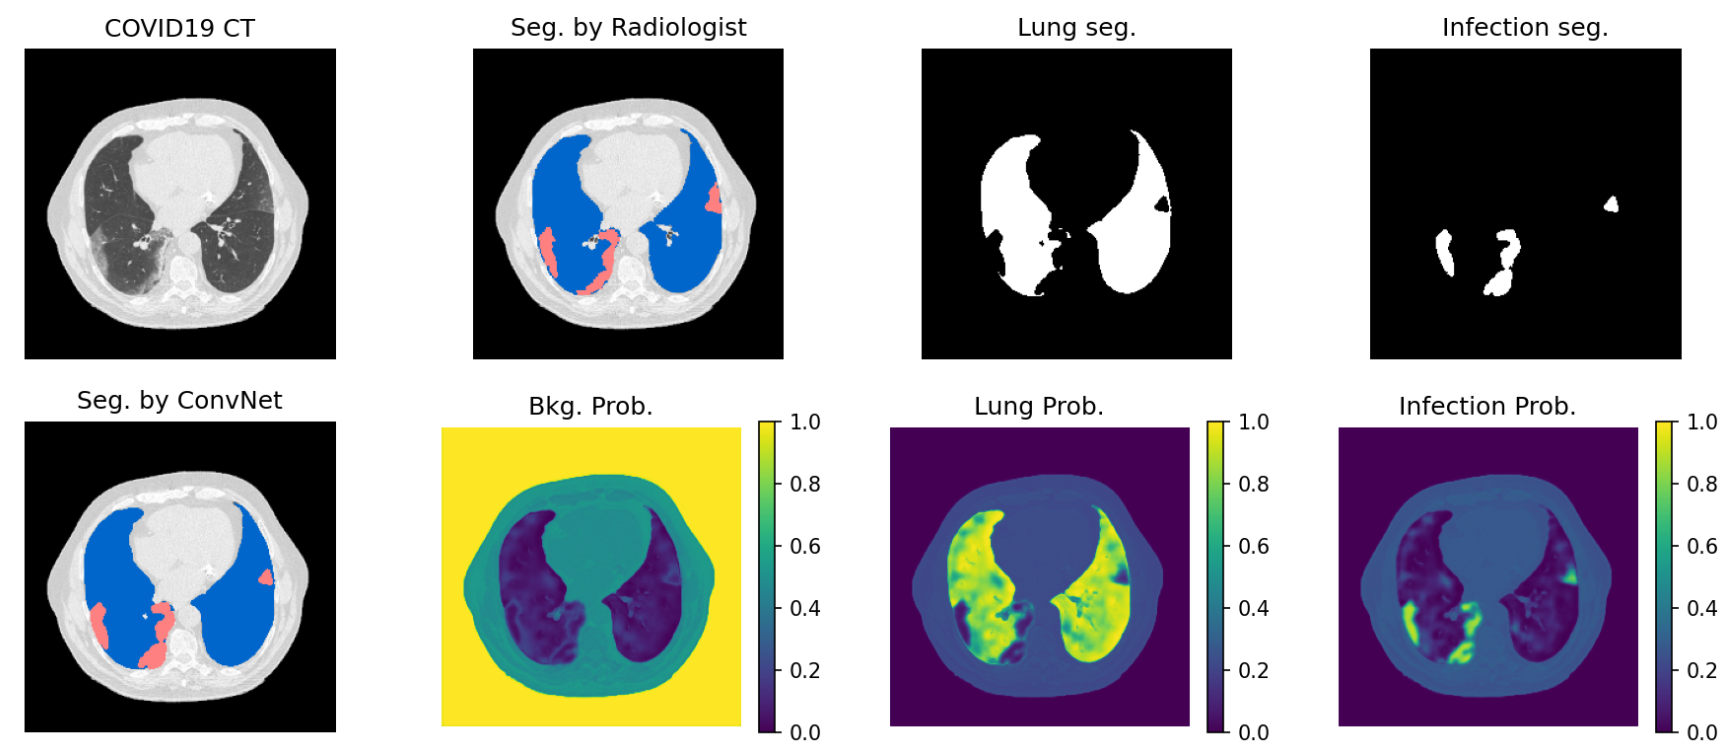 COVID19 CT
Seg. by Radiologist
Lung seg.
Infection seg.
Seg. by ConvNet
Bkg. Prob.
1.0
0.8
0.6
0.4
0.2
0.0
Lung Prob.
1.0
0.8
0.6
0.4
0.2
0.0
Infection Prob.
1.0
0.8
0.6
0.4
0.2
0.0